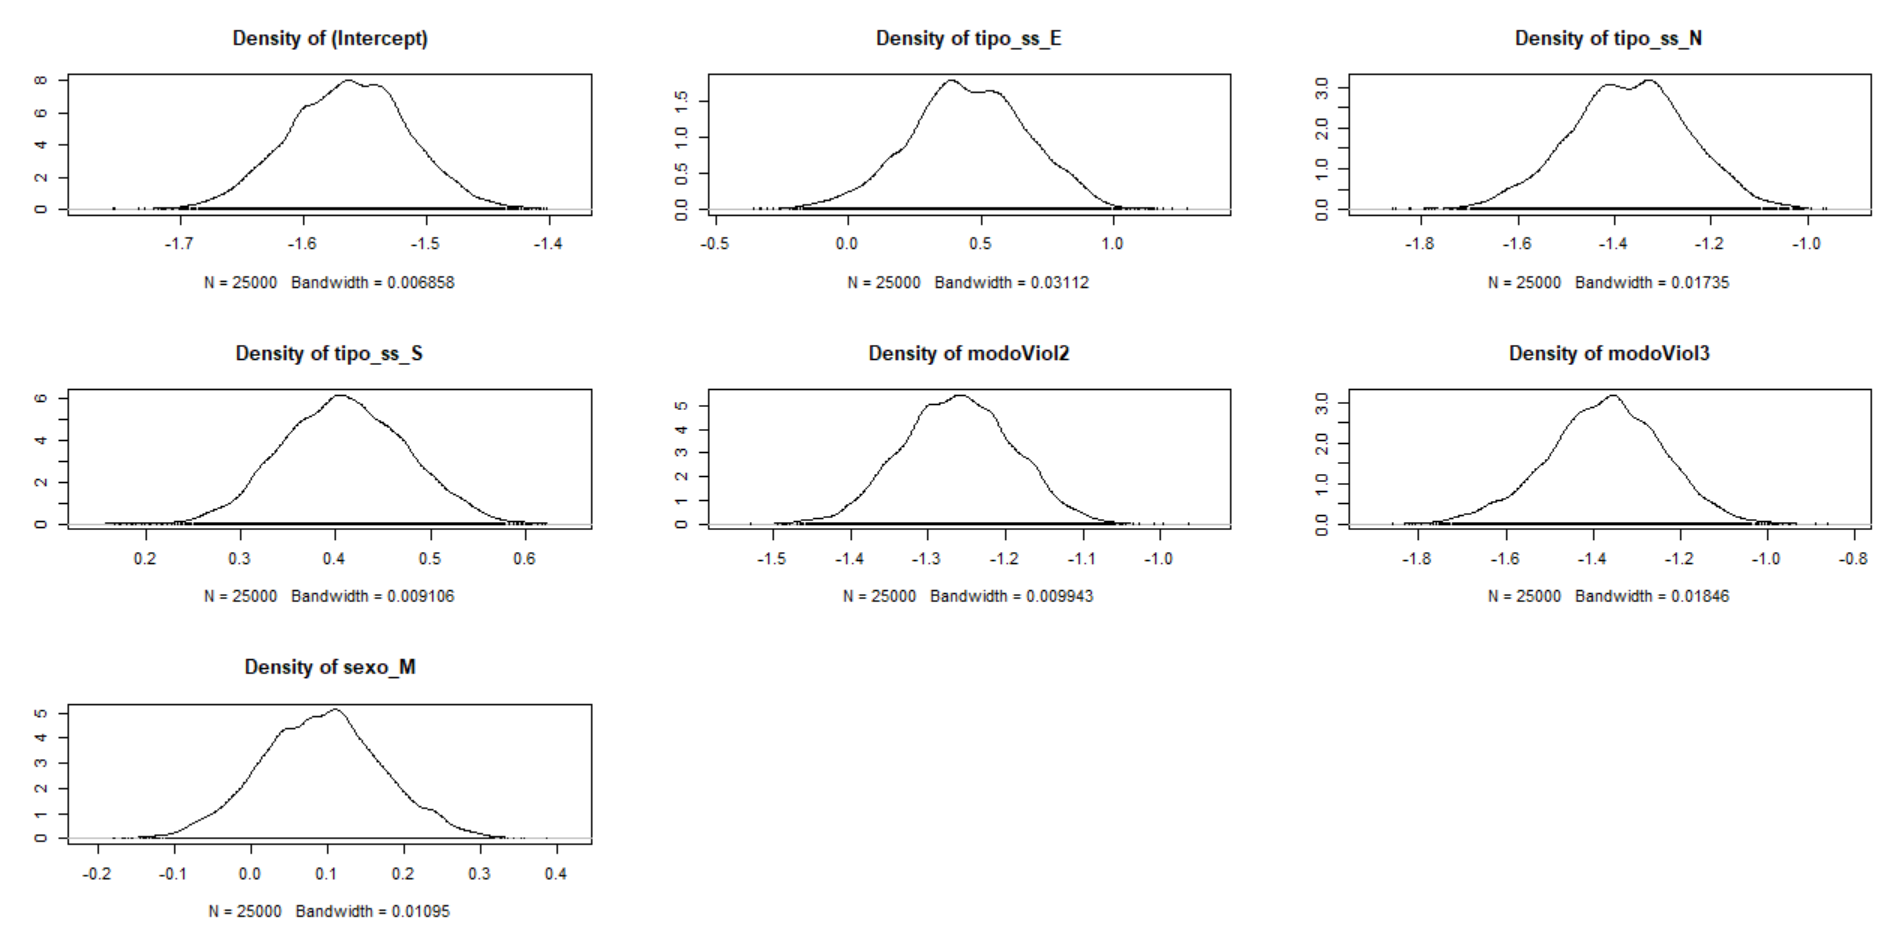 Density of (Intercept)
8
6
4
2
0
-1.7 -1.6 -1.5 -1.4
N = 25000 Bandwidth = 0.006858
Density of tipo_ss_E
1.5
1.0
0.5
0.0
-0.5 0.0 0.5 1.0
N = 25000 Bandwidth = 0.03112
Density of tipo_ss_N
3.0
2.0
1.0
0.0
-1.8 -1.6 -1.4 -1.2 -1.0
N = 25000 Bandwidth = 0.01735
Density of tipo_ss_S
6
4
2
0
0.2 0.3 0.4 0.5 0.6
N = 25000 Bandwidth = 0.009106
Density of modoViol2
5
4
3
2
1
0
-1.5 -1.4 -1.3 -1.2 -1.1 -1.0
N = 25000 Bandwidth = 0.009943
Density of modoViol3
3.0
2.0
1.0
0.0
-1.8 -1.6 -1.4 -1.2 -1.0 -0.8
N = 25000 Bandwidth = 0.01846
Density of sexo_M
5
4
3
2
1
0
-0.2 -0.1 0.0 0.1 0.2 0.3 0.4
N = 25000 Bandwidth = 0.01095